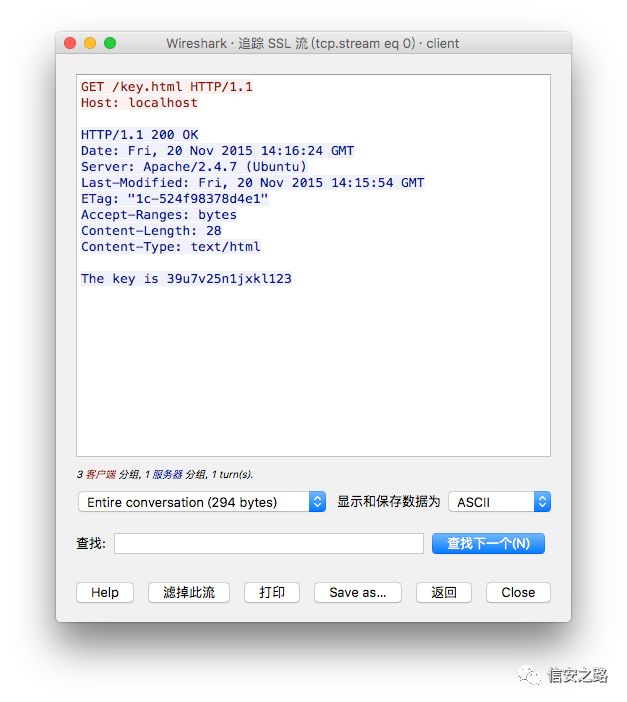 Wireshark · 追踪 SSL 流 (tcp.stream eq 0) · client
GET /key.html HTTP/1.1
Host: localhost
HTTP/1.1 200 OK
Date: Fri, 20 Nov 2015 14:16:24 GMT
Server: Apache/2.4.7 (Ubuntu)
Last-Modified: Fri, 20 Nov 2015 14:15:54 GMT
ETag: "1c-524f98378d4e1"
Accept-Ranges: bytes
Content-Length: 28
Content-Type: text/html
The key is 39u7v25n1jxkl123
3 客户端 分组, 1 服务器 分组, 1 turn(s).
Entire conversation (294 bytes) 显示和保存数据为 ASCII
查找: 查找下一个(N)
Help 滤掉此流 打印 Save as... 返回 Close
信安之路